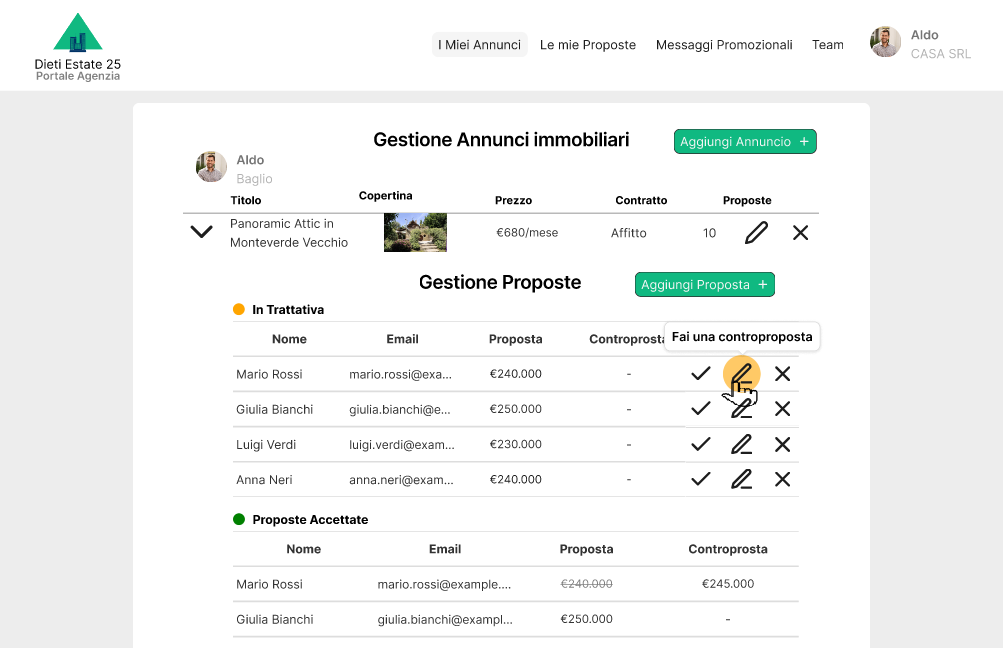 Dieti Estate 25
Portale Agenzia
I Miei Annunci Le mie Proposte Messaggi Promozionali Team
Aldo
CASA SRL
Gestione Annunci immobiliari
Aggiungi Annuncio +
Aldo
Baglio
Titolo Copertina Prezzo Contratto Proposte
Panoramic Attic in
Monteverde Vecchio
€680/mese Affitto 10
Gestione Proposte
Aggiungi Proposta +
In Trattativa
Nome Email Proposta Controproposta
Fai una controproposta
Mario Rossi mario.rossi@exa... €240.000 -
Giulia Bianchi giulia.bianchi@e... €250.000 -
Luigi Verdi luigi.verdi@exam... €230.000 -
Anna Neri anna.neri@exam... €240.000 -
Proposte Accettate
Nome Email Proposta Controprosta
Mario Rossi mario.rossi@example.... €240.000 €245.000
Giulia Bianchi giulia.bianchi@exampl... €250.000 -